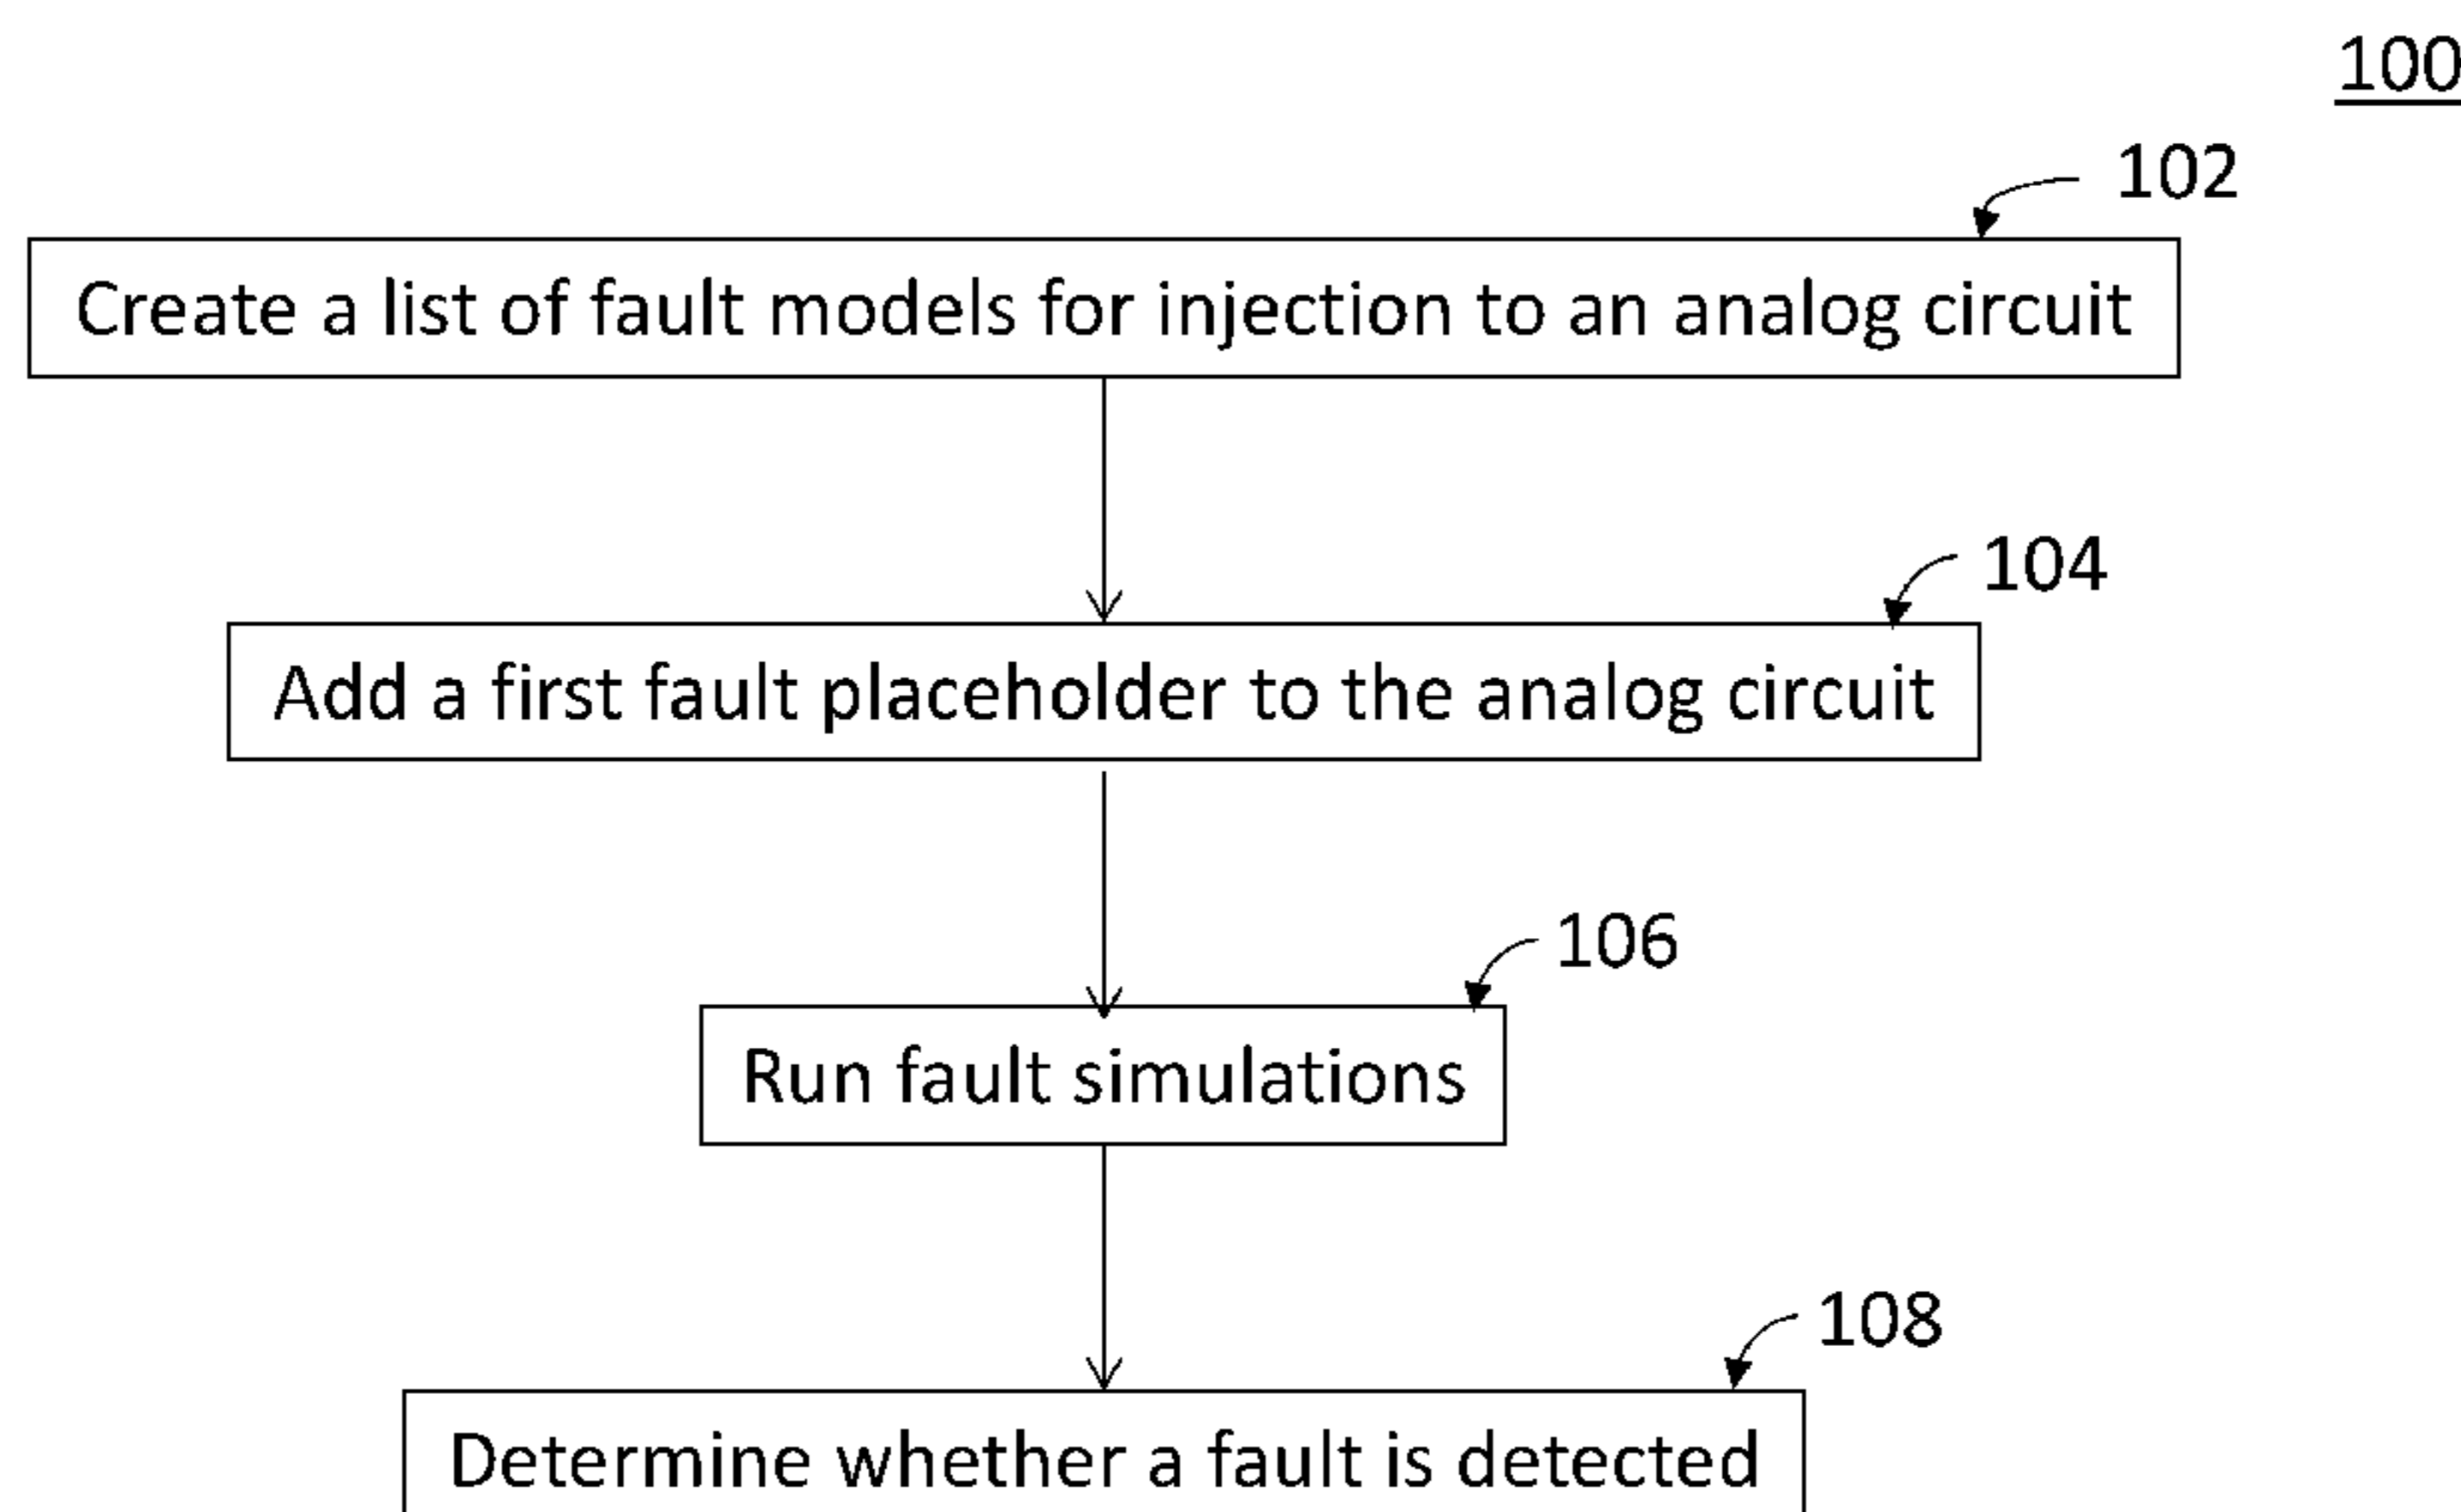 100
102
Create a list of fault models for injection to an analog circuit
104
Add a first fault placeholder to the analog circuit
106
Run fault simulations
108
Determine whether a fault is detected